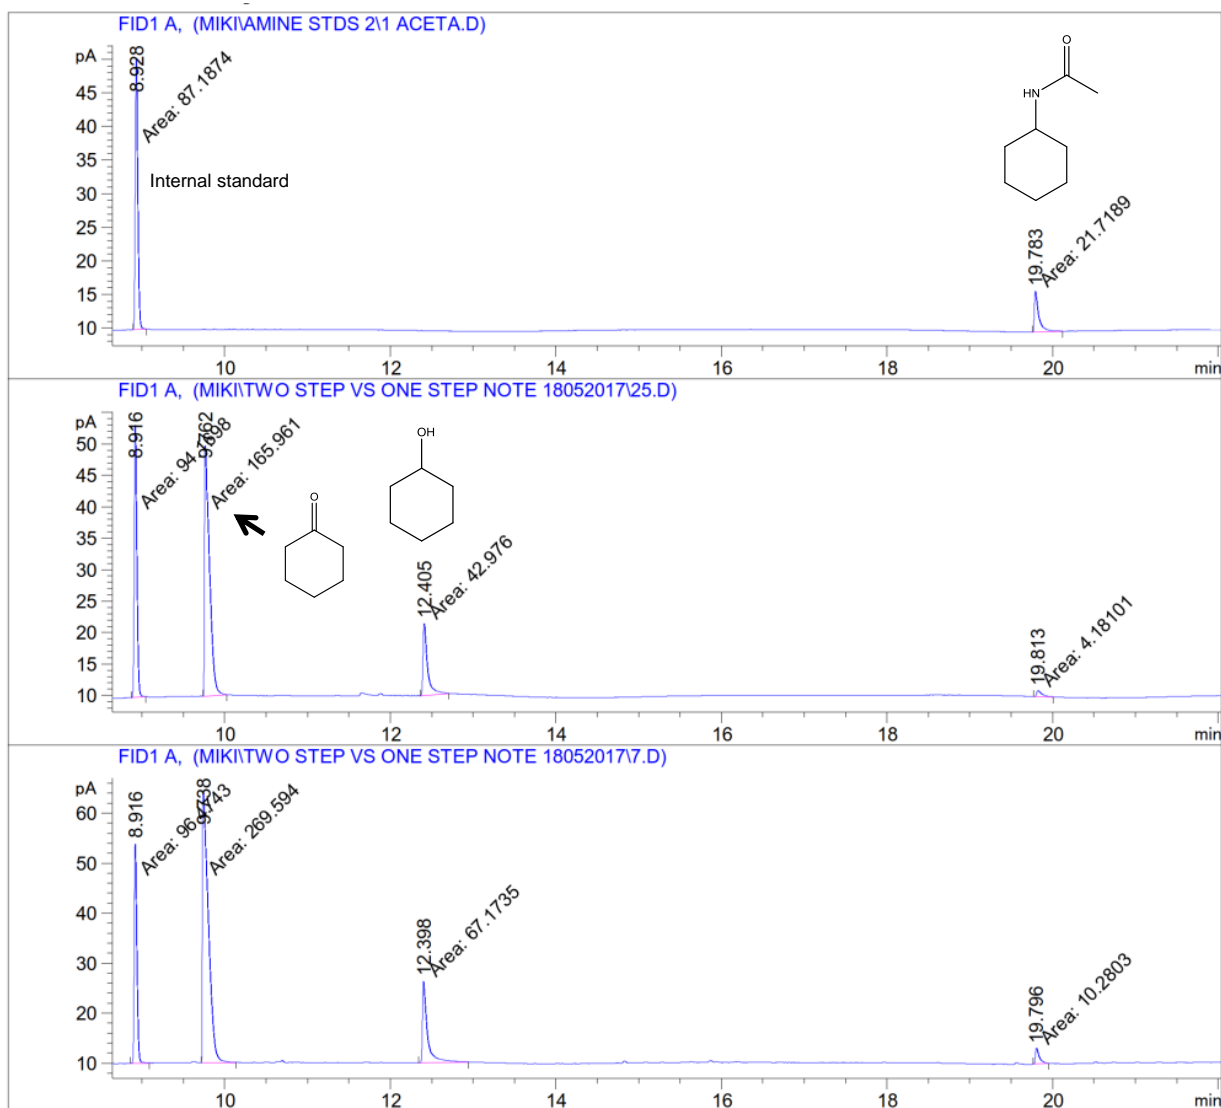 FID1 A, (MIKI\AMINE STDS 2\1 ACETA.D)
pA
45
40
35
30
25
20
15
10
8.928
Area: 87.1874
Internal standard
O
HN
19.783
Area: 21.7189
10 12 14 16 18 20 min
FID1 A, (MIKI\TWO STEP VS ONE STEP NOTE 18052017\25.D)
pA
50
45
40
35
30
25
20
15
10
8.916
Area: 165.961
O
OH
12.405
Area: 42.976
19.813
Area: 4.18101
10 12 14 16 18 20 min
FID1 A, (MIKI\TWO STEP VS ONE STEP NOTE 18052017\7.D)
pA
60
50
40
30
20
10
8.916
Area: 269.594
12.398
Area: 67.1735
19.796
Area: 10.2803
10 12 14 16 18 20 min